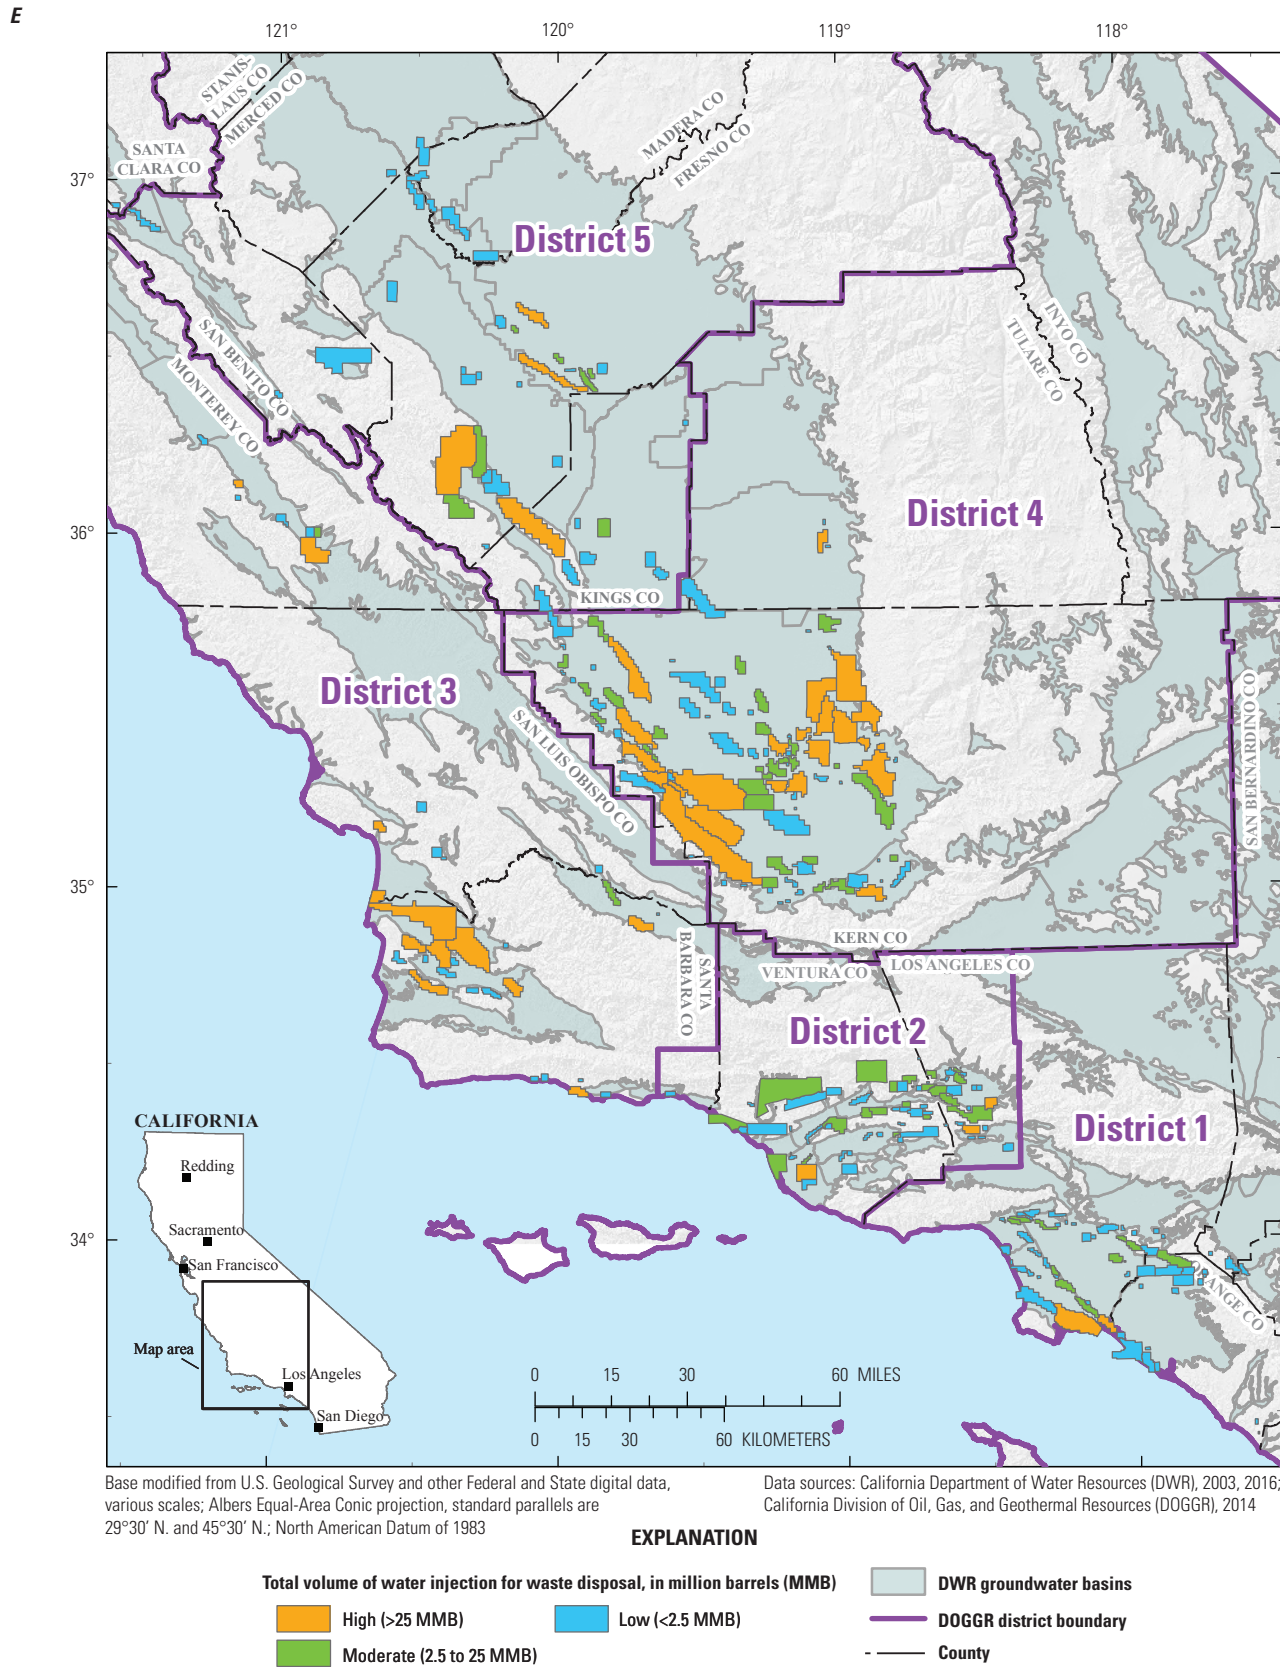 E
121°
120°
119°
118°
37°
36°
35°
34°
STANIS-
LAUS CO
MERCED CO
SANTA
CLARA CO
MADERA CO
FRESNO CO
District 5
SAN BENITO CO
MONTEREY CO
INYO CO
TULARE CO
District 4
KINGS CO
District 3
SAN LUIS OBISPO CO
SAN BERNARDINO CO
KERN CO
SANTA
BARBARA CO
VENTURA CO
LOS ANGELES CO
District 2
District 1
ORANGE CO
CALIFORNIA
Redding
Sacramento
San Francisco
Map area
Los Angeles
San Diego
0 15 30 60 MILES
0 15 30 60 KILOMETERS
Base modified from U.S. Geological Survey and other Federal and State digital data,
various scales; Albers Equal-Area Conic projection, standard parallels are
29°30’ N. and 45°30’ N.; North American Datum of 1983
Data sources: California Department of Water Resources (DWR), 2003, 2016;
California Division of Oil, Gas, and Geothermal Resources (DOGGR), 2014
EXPLANATION
Total volume of water injection for waste disposal, in million barrels (MMB)
High (>25 MMB)
Moderate (2.5 to 25 MMB)
Low (<2.5 MMB)
DWR groundwater basins
DOGGR district boundary
County